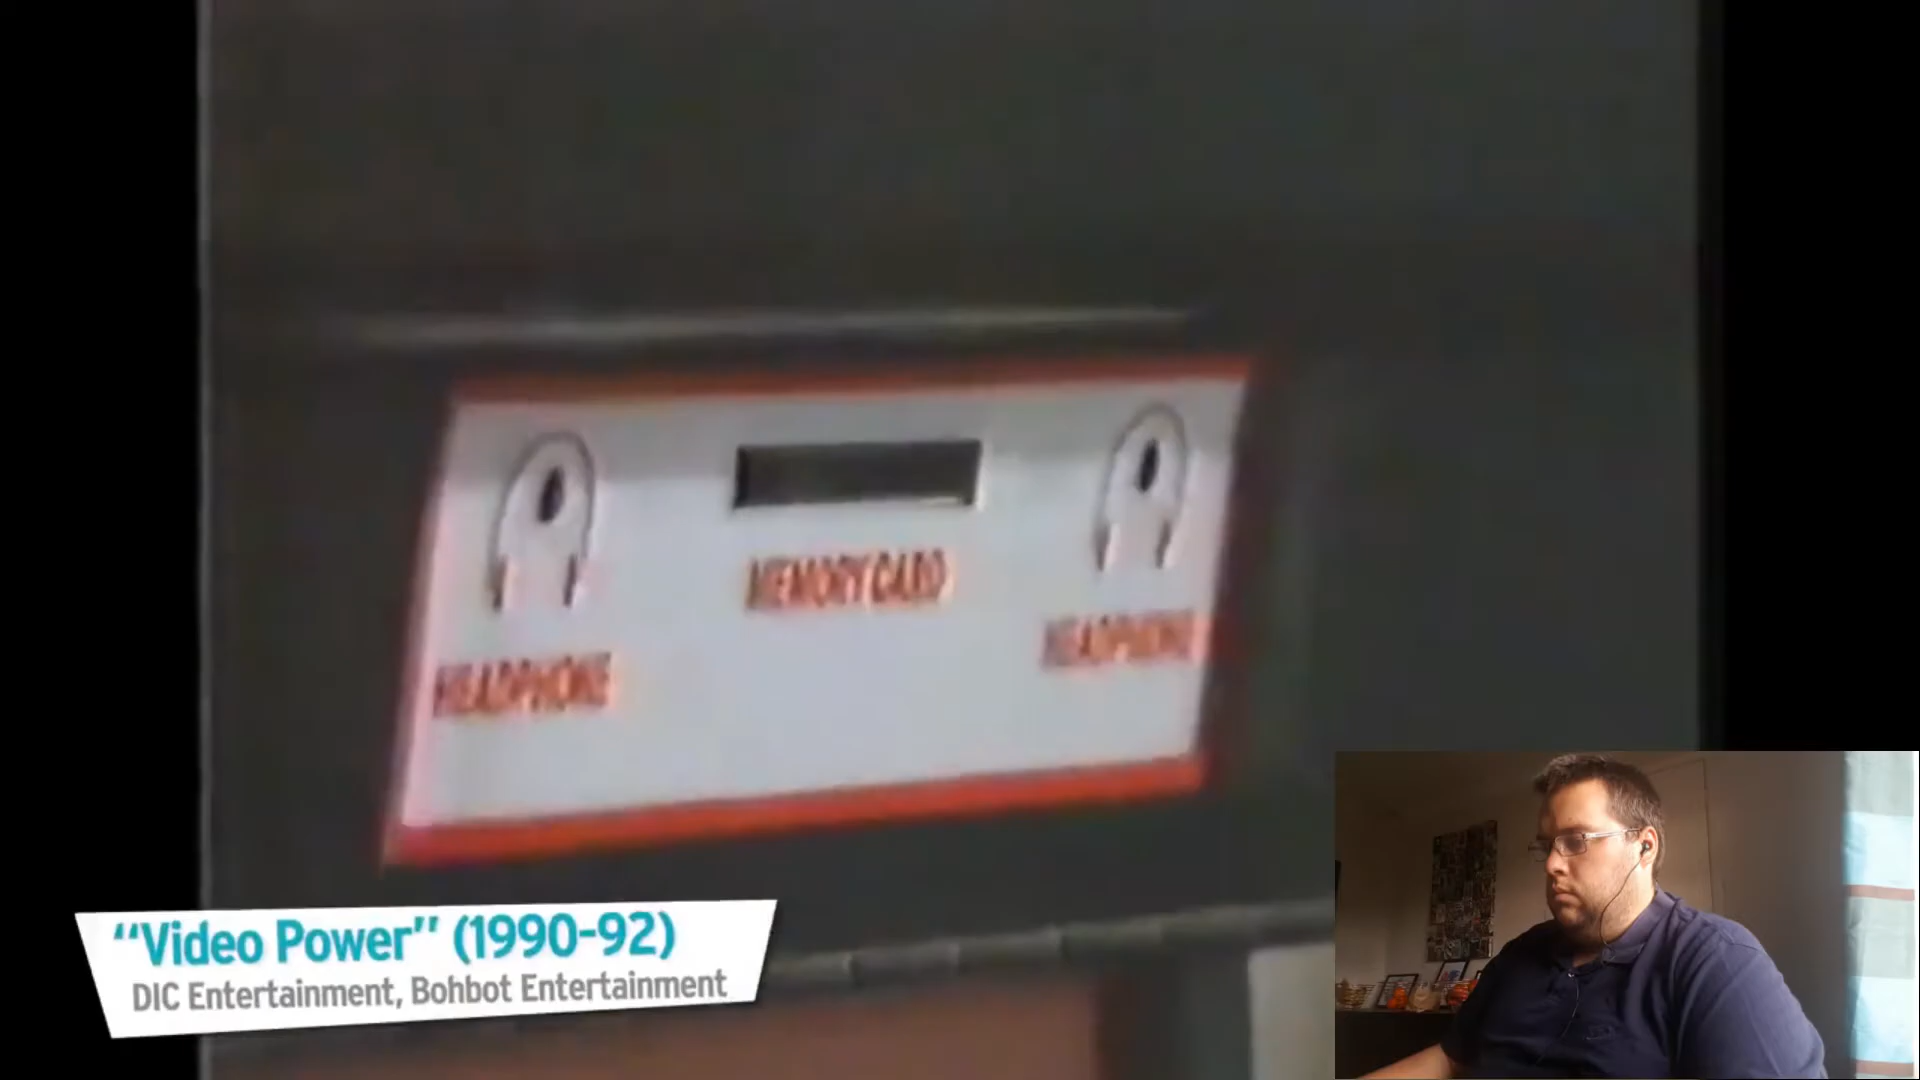 MEMORY CARD
HEADPHONE
HEADPHONE
“Video Power” (1990-92)
DIC Entertainment, Bohbot Entertainment